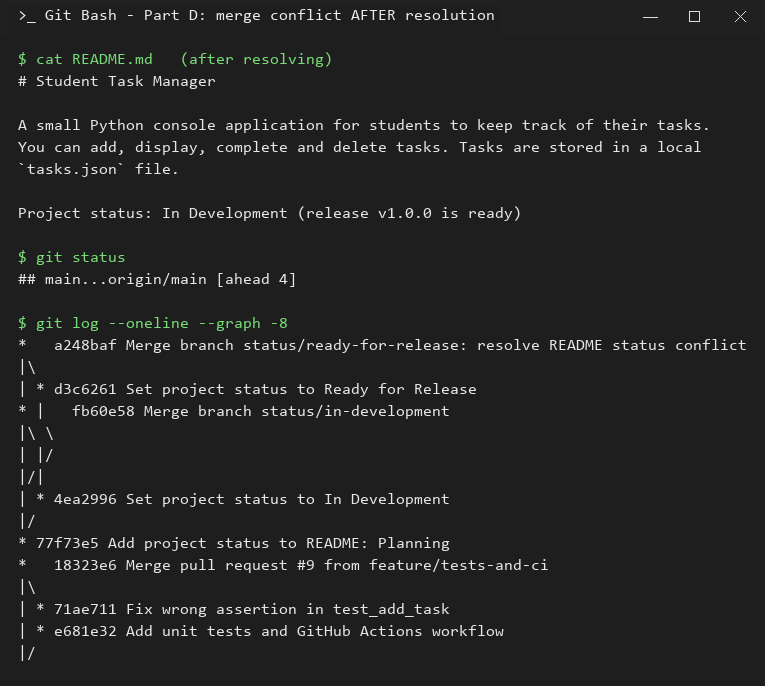 >_ Git Bash - Part D: merge conflict AFTER resolution
$ cat README.md   (after resolving)
# Student Task Manager
A small Python console application for students to keep track of their tasks.
You can add, display, complete and delete tasks. Tasks are stored in a local
`tasks.json` file.
Project status: In Development (release v1.0.0 is ready)
$ git status
## main...origin/main [ahead 4]
$ git log --oneline --graph -8
*   a248baf Merge branch status/ready-for-release: resolve README status conflict
|\
| * d3c6261 Set project status to Ready for Release
* |   fb60e58 Merge branch status/in-development
|\ \
| |/
|/|
| * 4ea2996 Set project status to In Development
|/
* 77f73e5 Add project status to README: Planning
*   18323e6 Merge pull request #9 from feature/tests-and-ci
|\
| * 71ae711 Fix wrong assertion in test_add_task
| * e681e32 Add unit tests and GitHub Actions workflow
|/